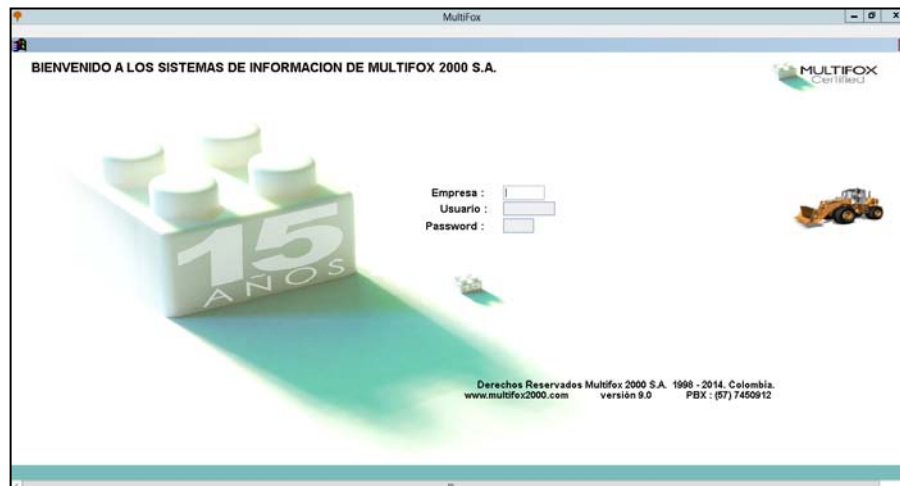 MultiFox
BIENVENIDO A LOS SISTEMAS DE INFORMACION DE MULTIFOX 2000 S.A.
MULTIFOX
Certified
Empresa :
Usuario :
Password :
15
AÑOS
Derechos Reservados Multifox 2000 S.A. 1998 - 2014. Colombia.
www.multifox2000.com versión 9.0 PBX : (57) 7450912